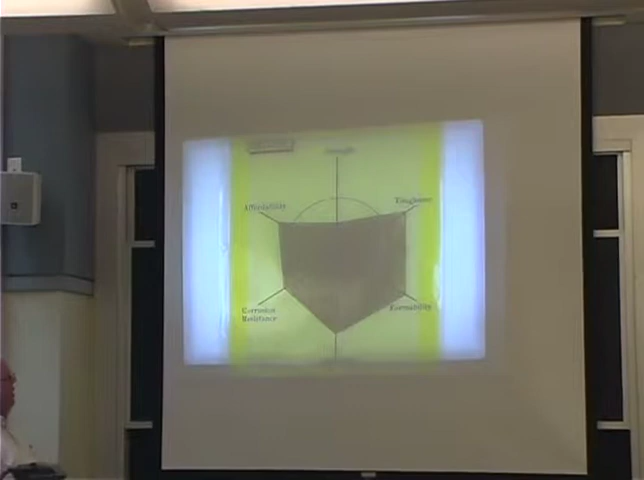 Strength
Affordability
Toughness
Corrosion
Resistance
Formability